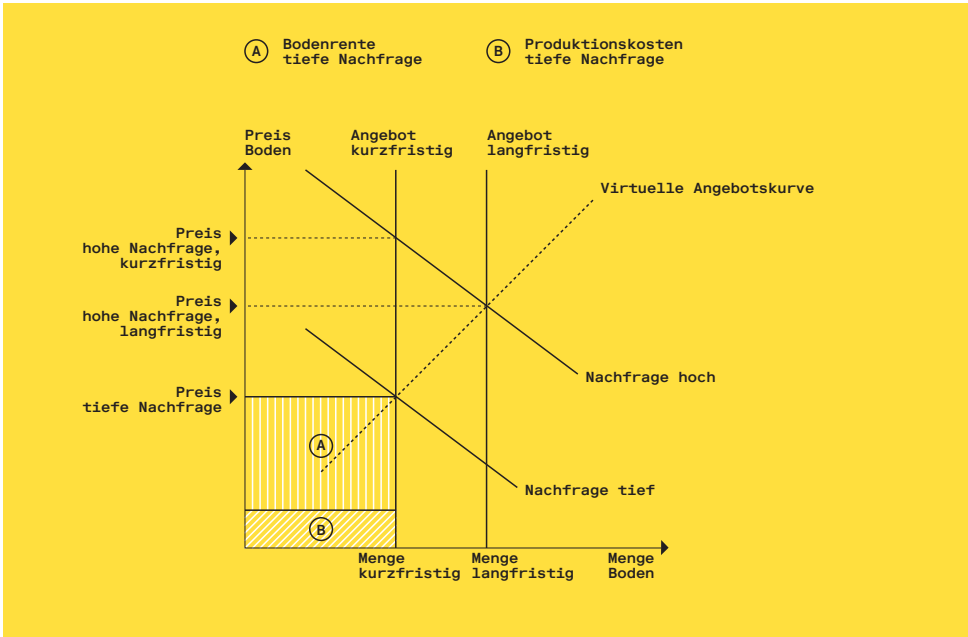 A
Bodenrente
tiefe Nachfrage
B
Produktionskosten
tiefe Nachfrage
Preis
Boden
Angebot
kurzfristig
Angebot
langfristig
Virtuelle Angebotskurve
Preis
hohe Nachfrage,
kurzfristig
Preis
hohe Nachfrage,
langfristig
Nachfrage hoch
Preis
tiefe Nachfrage
A
Nachfrage tief
B
Menge
kurzfristig
Menge
langfristig
Menge
Boden